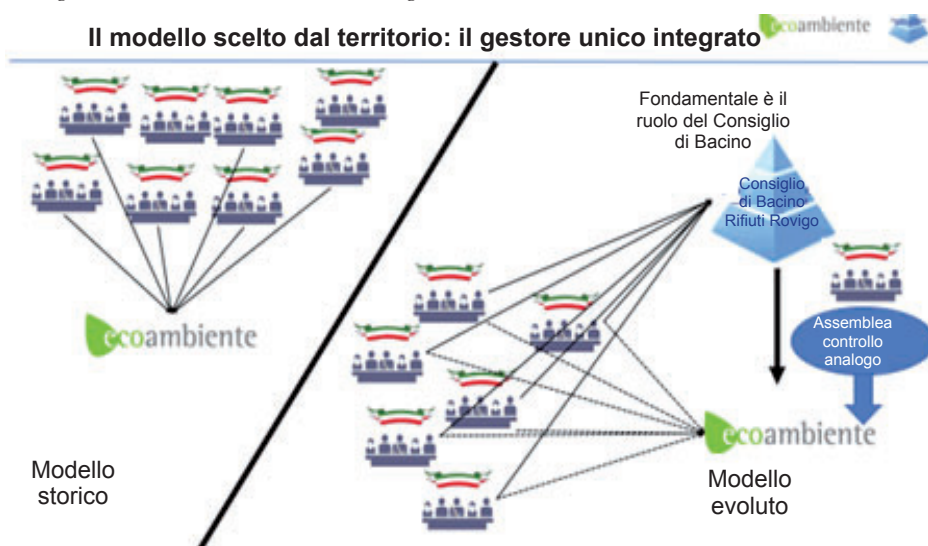 Il modello scelto dal territorio: il gestore unico integrato
ecoambiente
Fondamentale è il
ruolo del Consiglio
di Bacino
Consiglio
di Bacino
Rifiuti Rovigo
Assemblea
controllo
analogo
ecoambiente
ecoambiente
Modello
storico
Modello
evoluto